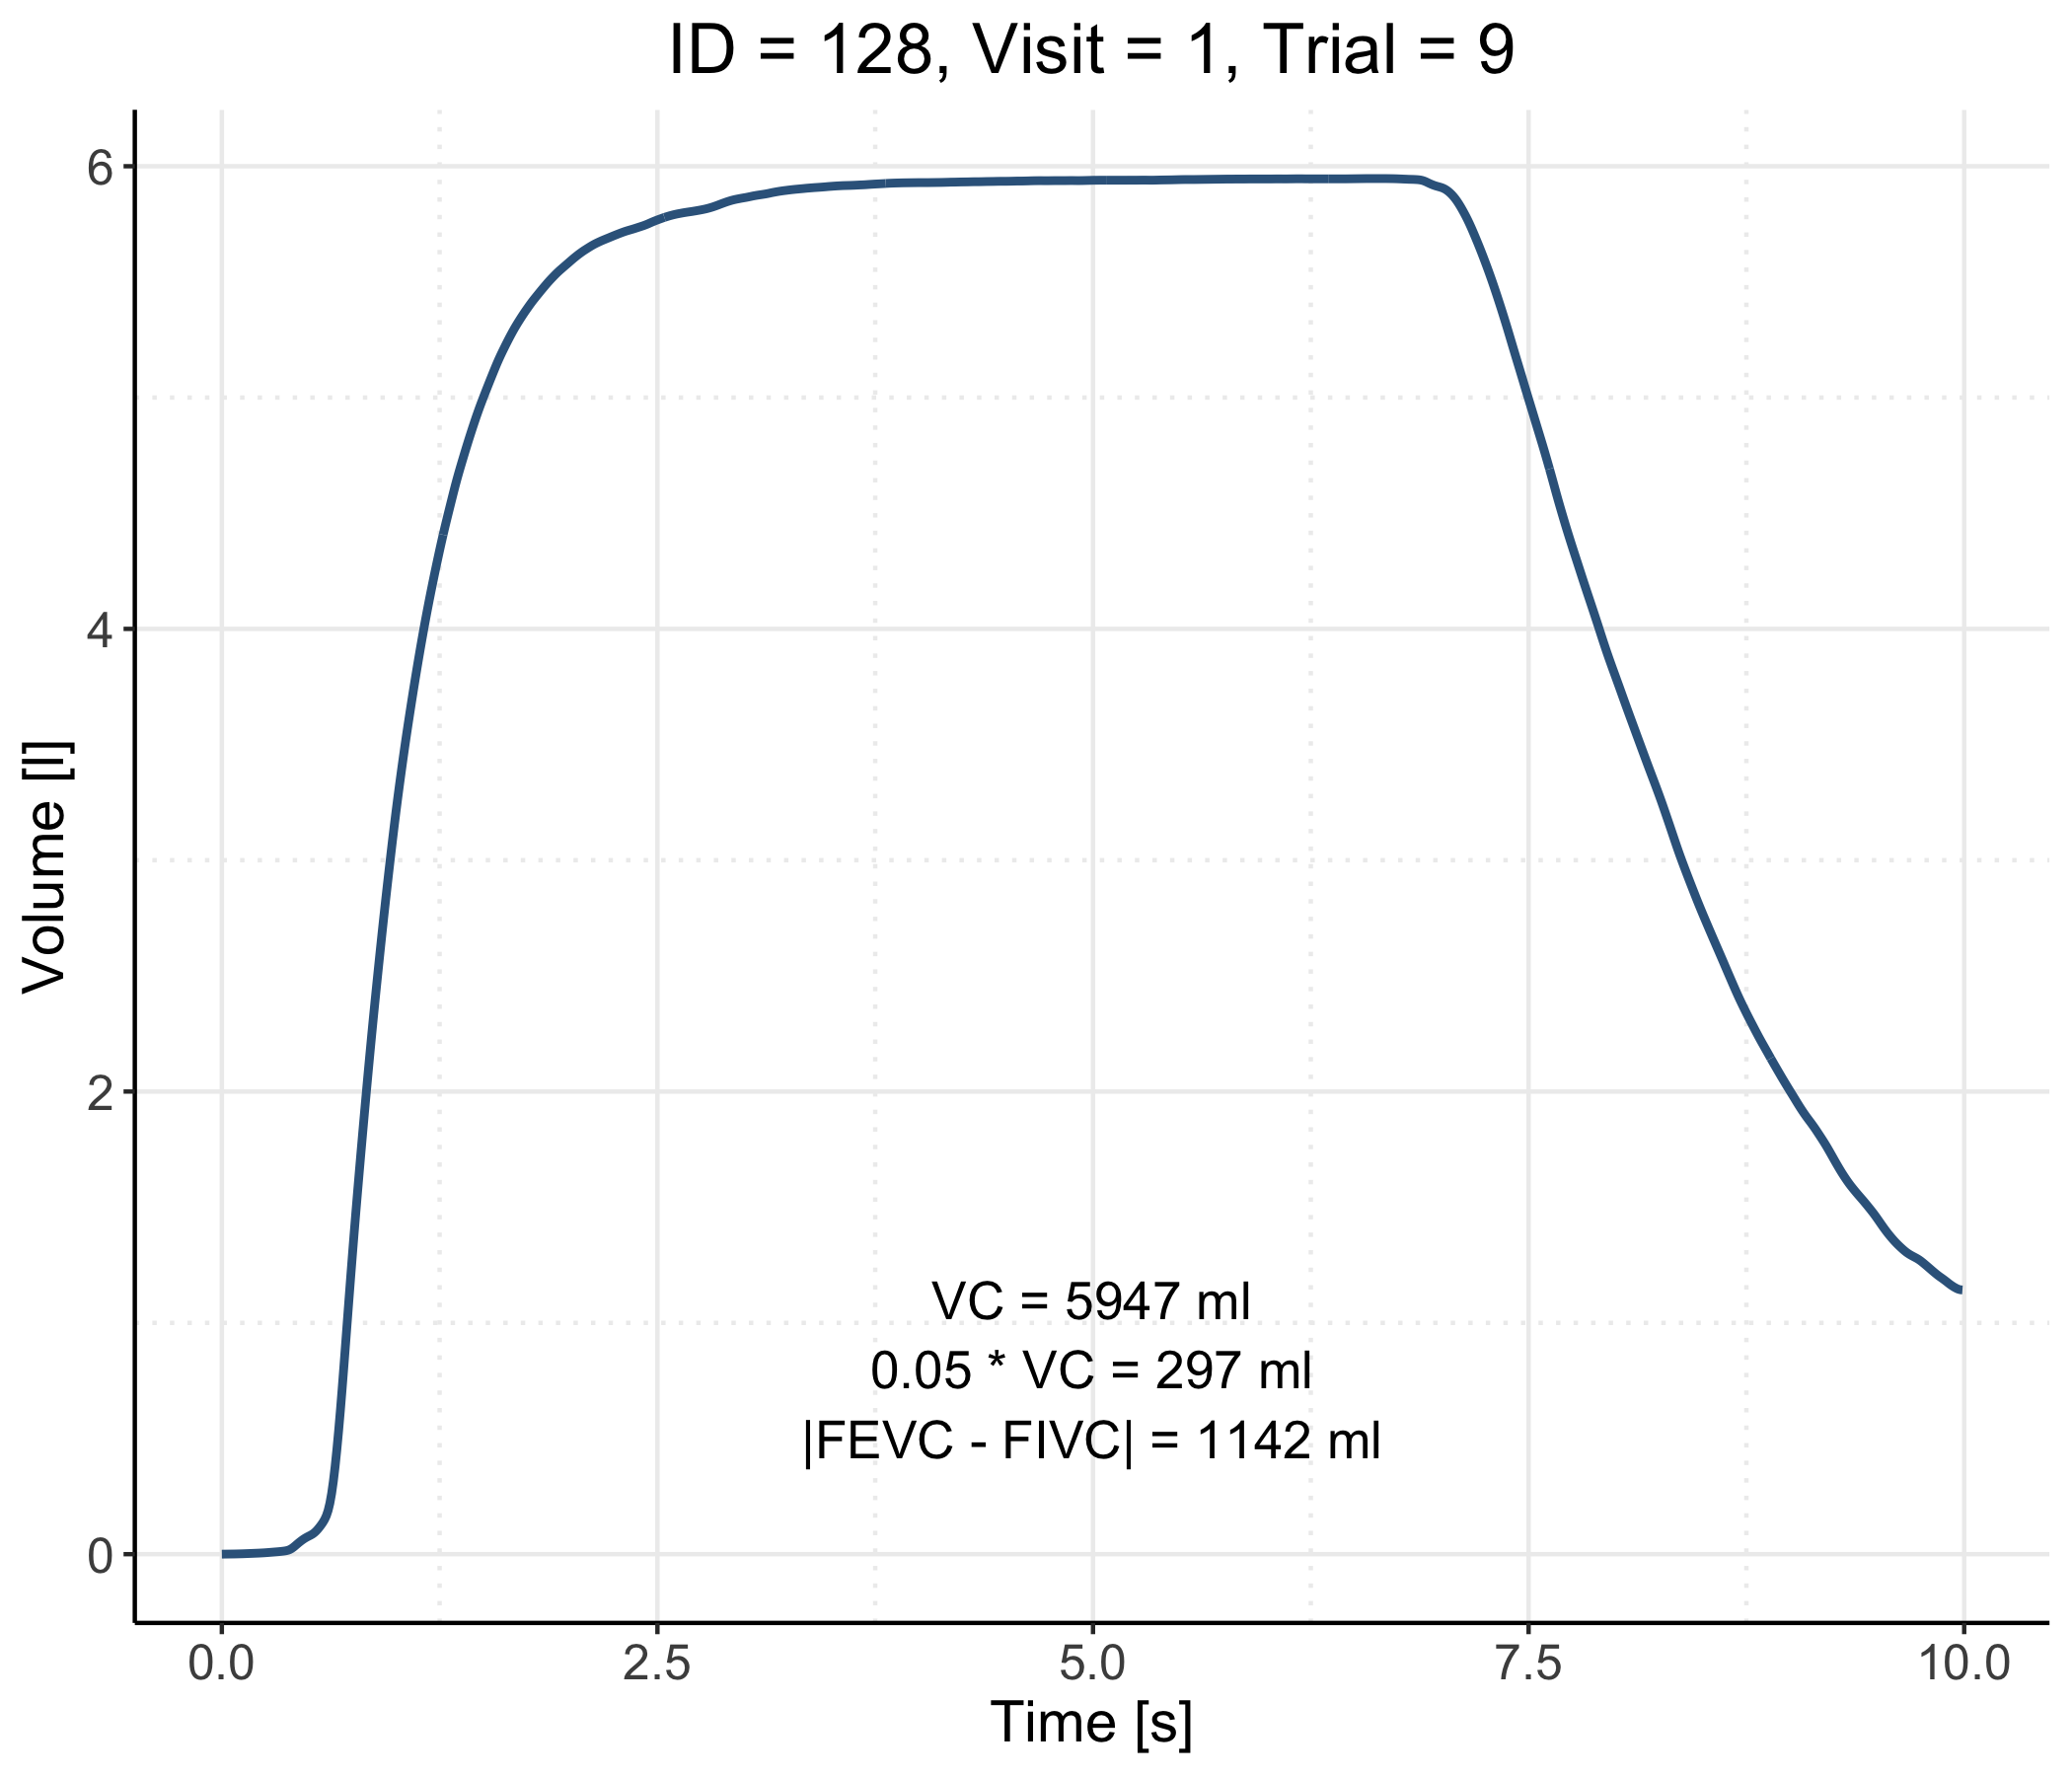 ID = 128, Visit = 1, Trial = 9
6
4
2
0
Volume [l]
VC = 5947 ml
0.05 * VC = 297 ml
|FEVC - FIVC| = 1142 ml
0.0 2.5 5.0 7.5 10.0
Time [s]